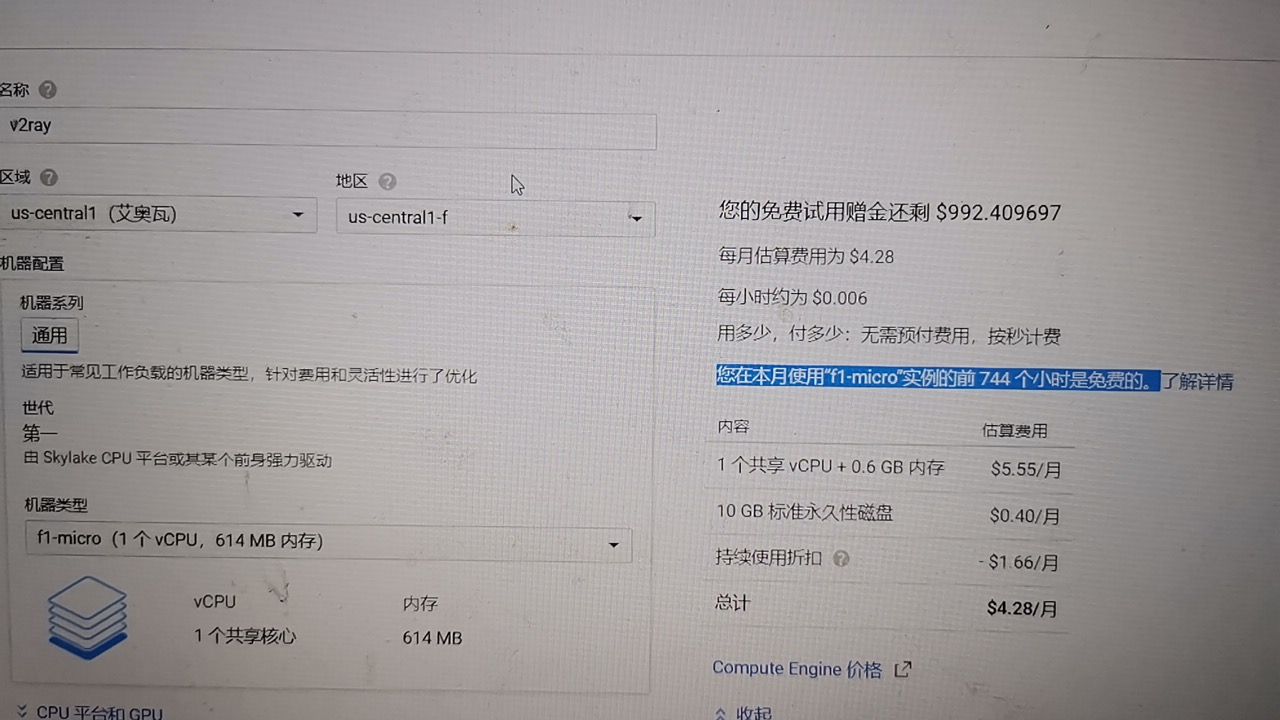 名称
v2ray
区域
地区
us-central1（艾奥瓦）
us-central1-f
机器配置
机器系列
通用
适用于常见工作负载的机器类型，针对费用和灵活性进行了优化
世代
第一
由 Skylake CPU 平台或其某个前身强力驱动
机器类型
f1-micro（1 个 vCPU，614 MB 内存）
vCPU
内存
1 个共享核心
614 MB
CPU 平台和 GPU
您的免费试用赠金还剩 $992.409697
每月估算费用为 $4.28
每小时约为 $0.006
用多少，付多少：无需预付费用，按秒计费
您在本月使用“f1-micro”实例的前 744 个小时是免费的。了解详情
内容
估算费用
1 个共享 vCPU + 0.6 GB 内存
$5.55/月
10 GB 标准永久性磁盘
$0.40/月
持续使用折扣
- $1.66/月
总计
$4.28/月
Compute Engine 价格
收起